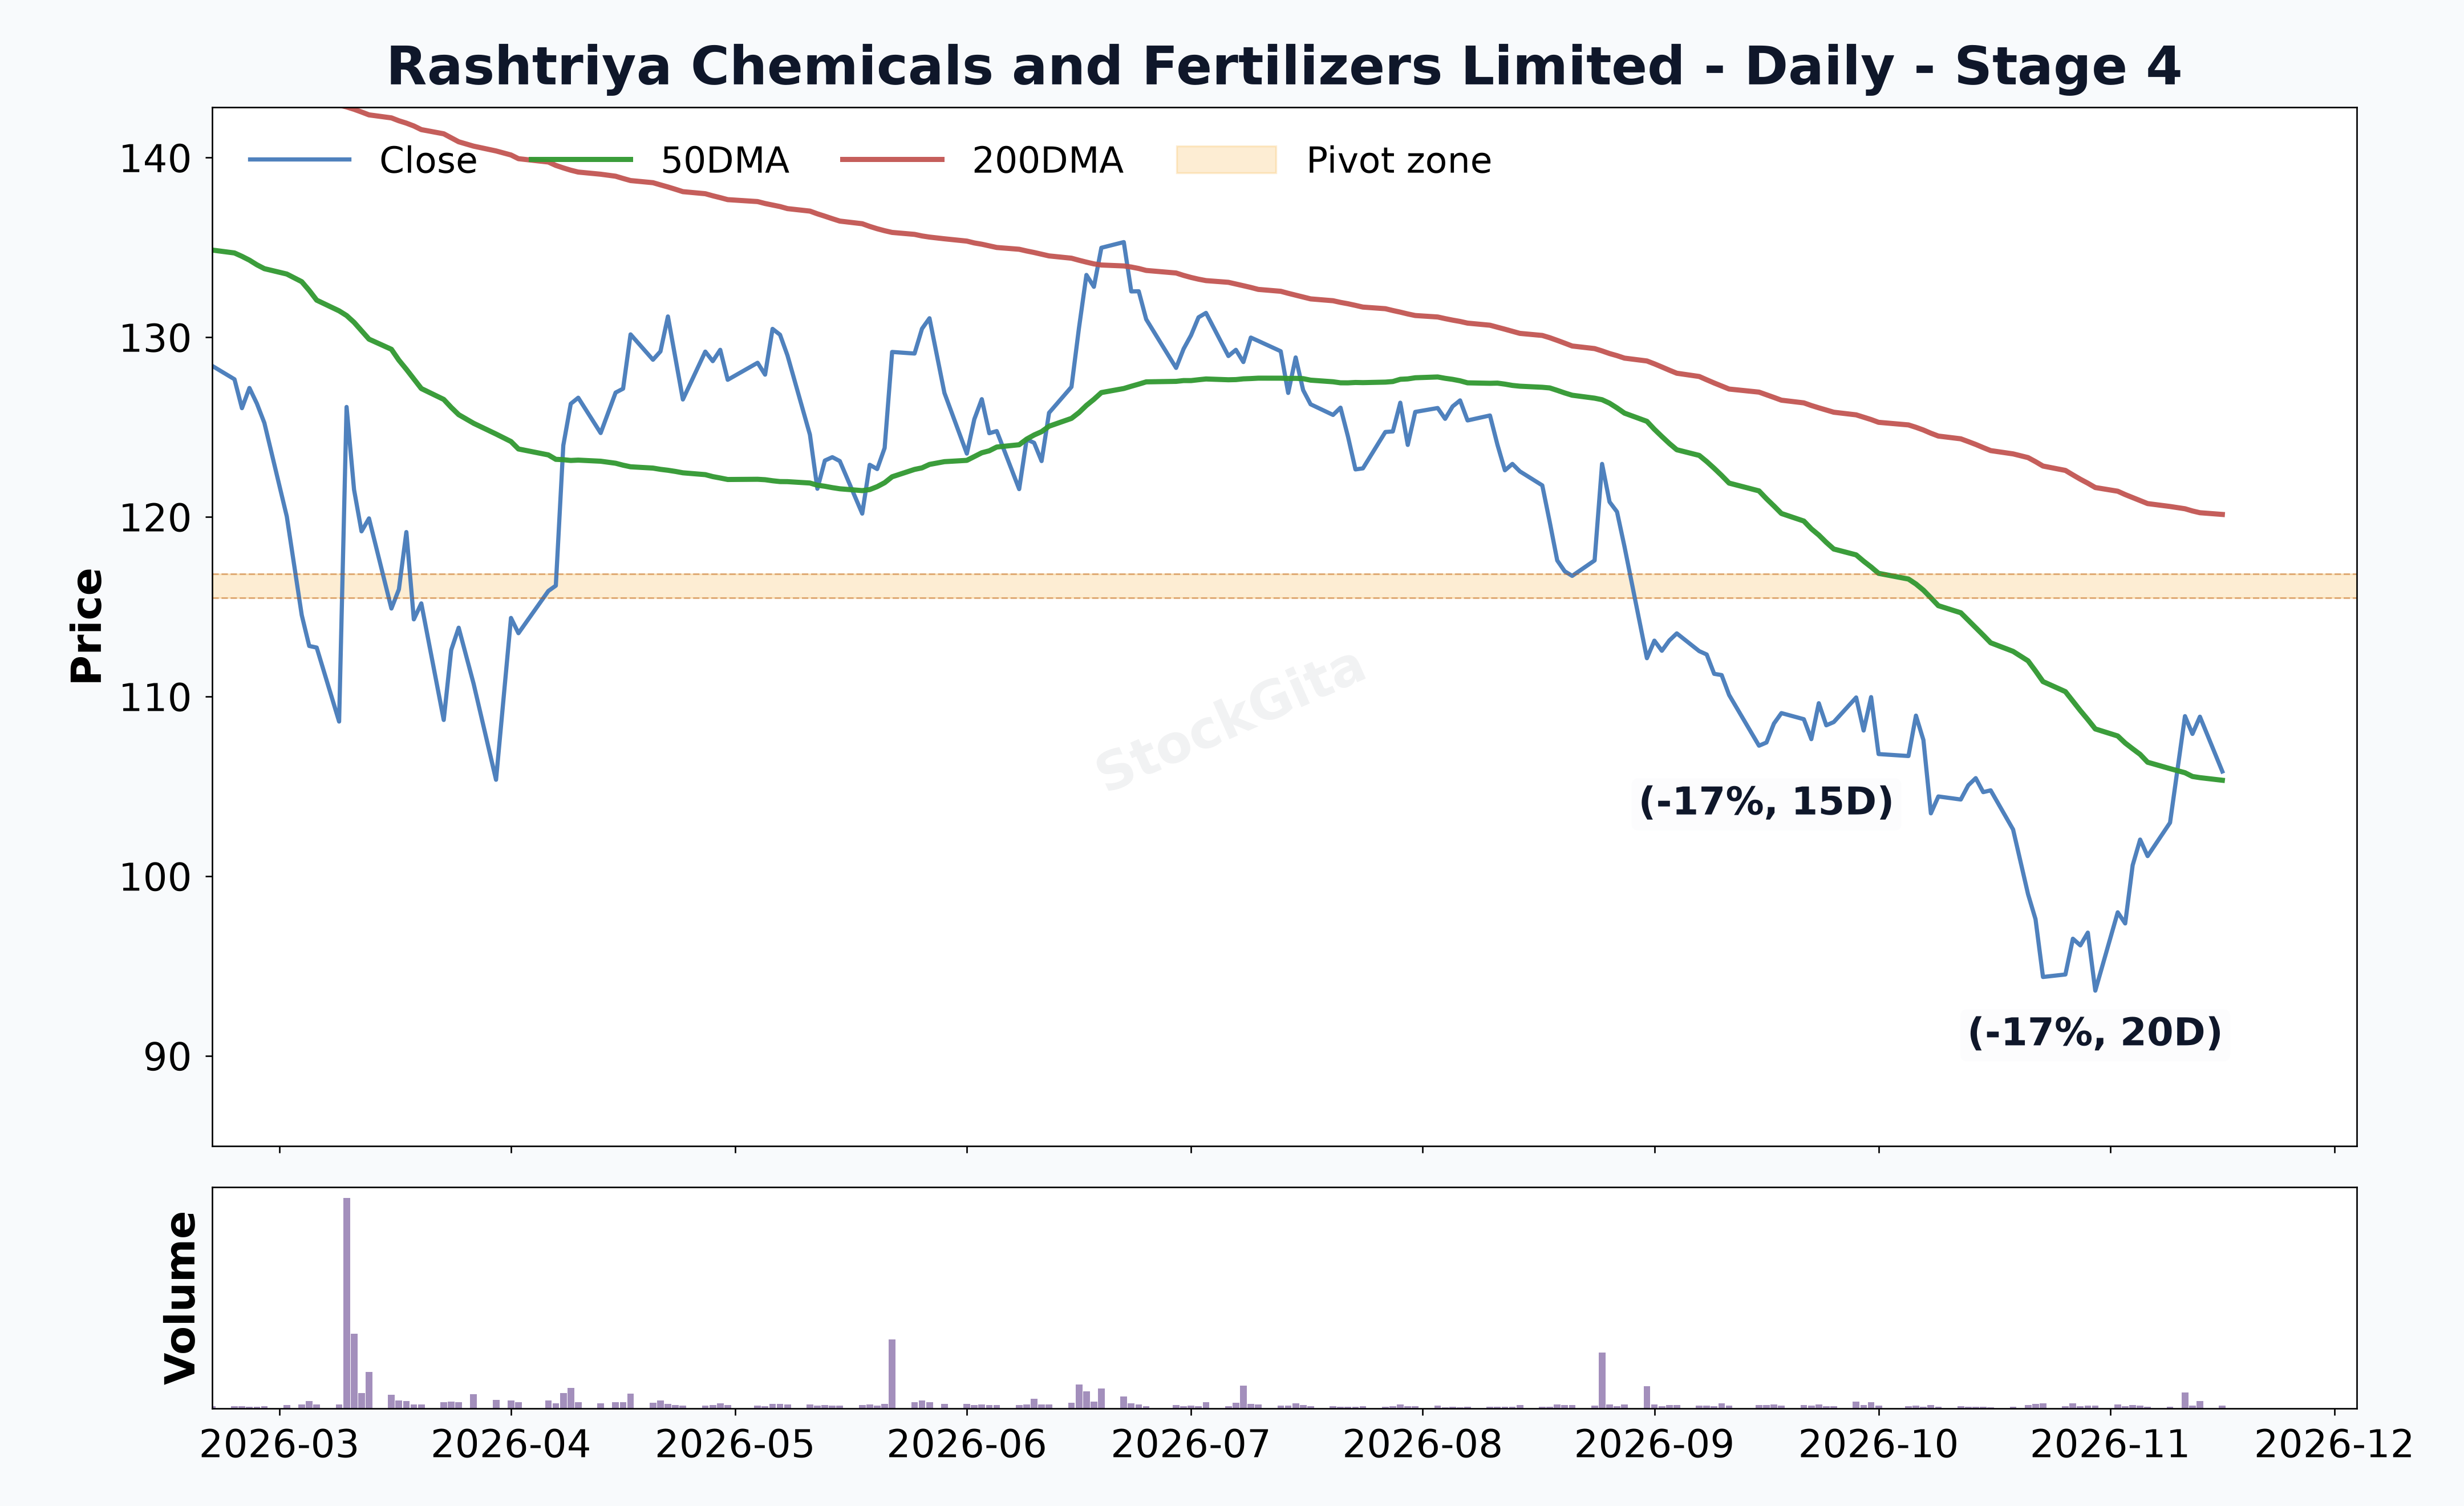 Rashtriya Chemicals and Fertilizers Limited - Daily - Stage 4
Close 50DMA 200DMA Pivot zone
140
130
120
110
100
90
Price
StockGita
(-17%, 15D)
(-17%, 20D)
Volume
2026-03 2026-04 2026-05 2026-06 2026-07 2026-08 2026-09 2026-10 2026-11 2026-12